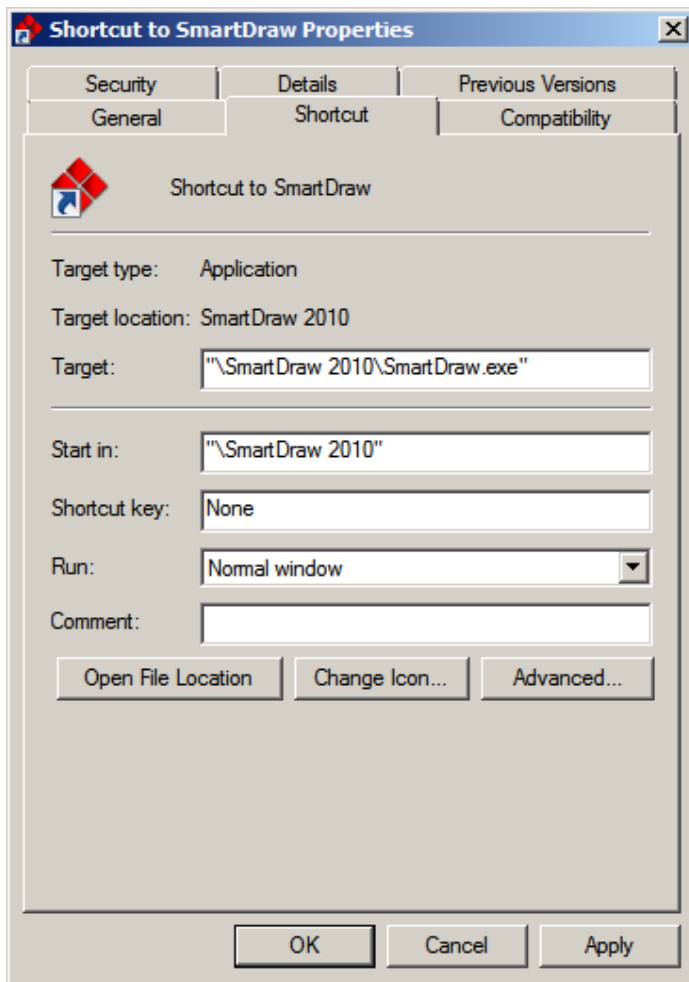 Shortcut to SmartDraw Properties
Security Details Previous Versions
General Shortcut Compatibility
Shortcut to SmartDraw
Target type: Application
Target location: SmartDraw 2010
Target: "\SmartDraw 2010\SmartDraw.exe"
Start in: "\SmartDraw 2010"
Shortcut key: None
Run: Normal window
Comment:
Open File Location Change Icon... Advanced...
OK Cancel Apply